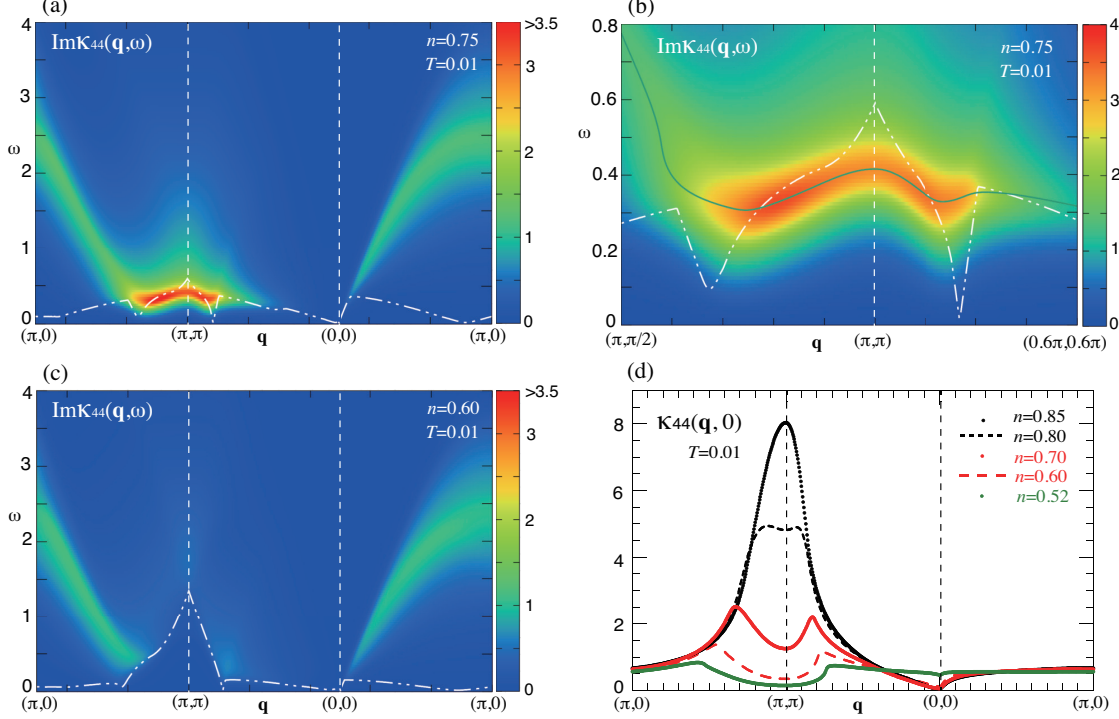 (a)
Imκ₄₄(q,ω)
n=0.75
T=0.01
ω
4
3
2
1
0
(π,0)
(π,π)
q
(0,0)
(π,0)
>3.5
3
2
1
0
(b)
Imκ₄₄(q,ω)
n=0.75
T=0.01
ω
0.8
0.6
0.4
0.2
0
(π,π/2)
q
(π,π)
(0.6π,0.6π)
4
3
2
1
0
(c)
Imκ₄₄(q,ω)
n=0.60
T=0.01
ω
4
3
2
1
0
(π,0)
(π,π)
q
(0,0)
(π,0)
>3.5
3
2
1
0
(d)
κ₄₄(q, 0)
T=0.01
n=0.85
n=0.80
n=0.70
n=0.60
n=0.52
8
6
4
2
0
(π,0)
(π,π)
q
(0.0)
(π,0)